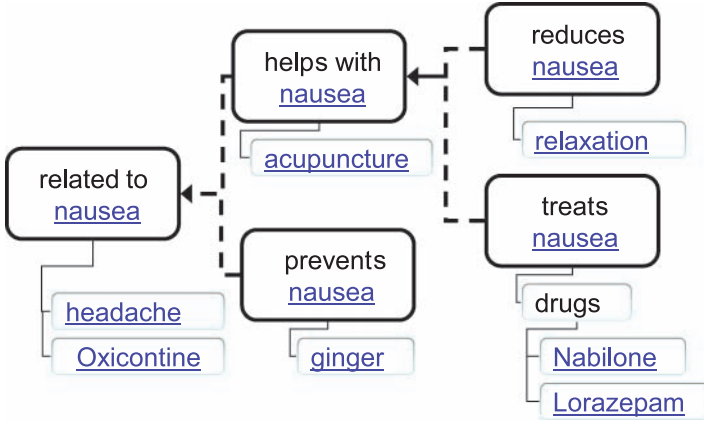 reduces
nausea
relaxation
helps with
nausea
acupuncture
related to
nausea
headache
Oxicontine
prevents
nausea
ginger
treats
nausea
drugs
Nabilone
Lorazepam